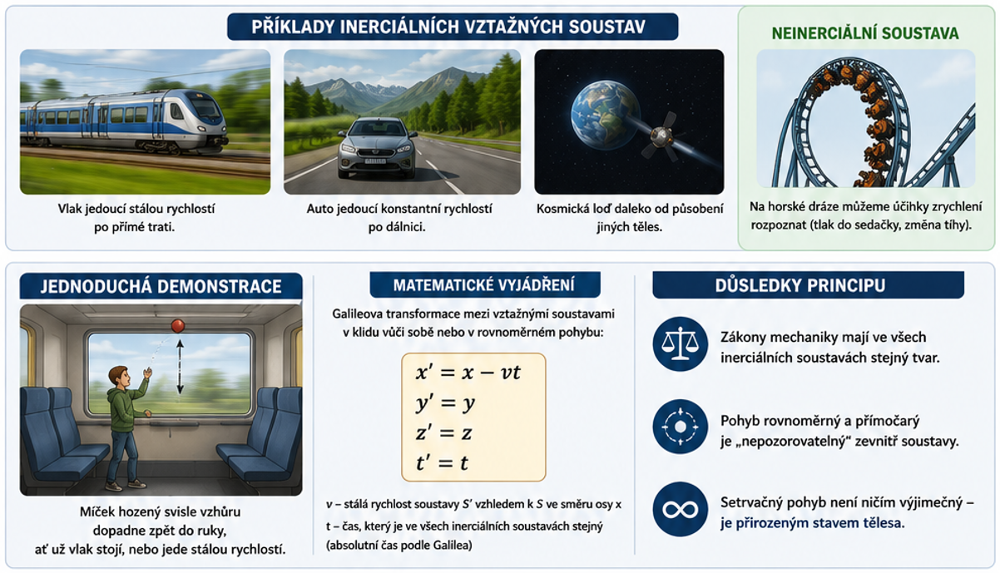 PŘÍKLADY INERCIÁLNÍCH VZTAŽNÝCH SOUSTAV
Vlak jedoucí stálou rychlostí
po přímé trati.
Auto jedoucí konstantní rychlostí
po dálnici.
Kosmická loď daleko od působení
jiných těles.
NEINERCIÁLNÍ SOUSTAVA
Na horské dráze můžeme účihky zrychlení
rozpoznat (tlak do sedačky, změna tíhy).
JEDNODUCHÁ DEMONSTRACE
Míček hozený svisle vzhůru
dopadne zpět do ruky,
ať už vlak stojí, nebo jede stálou rychlostí.
MATEMATICKÉ VYJÁDŘENÍ
Galileova transformace mezi vztažnými soustavami
v klidu vůči sobě nebo v rovnoměrném pohybu:
x′ = x − vt
y′ = y
z′ = z
t′ = t
v – stálá rychlost soustavy S′ vzhledem k S ve směru osy x
t – čas, který je ve všech inerciálních soustavách stejný
(absolutní čas podle Galilea)
DŮSLEDKY PRINCIPU
Zákony mechaniky mají ve všech
inerciálních soustavách stejný tvar.
Pohyb rovnoměrný a přímočarý
je „nepozorovatelný“ zevnitř soustavy.
Setrvačný pohyb není ničím výjimečný –
je přirozeným stavem tělesa.